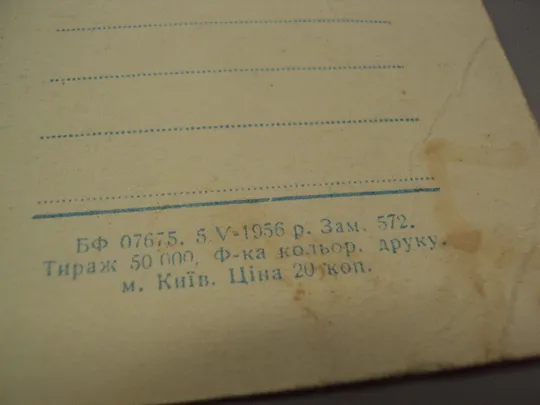 БФ 07675. 5 V-1956 р. Зам. 572.
Тираж 50 000. Ф-ка кольор. друку.
м. Київ. Ціна 20 коп.